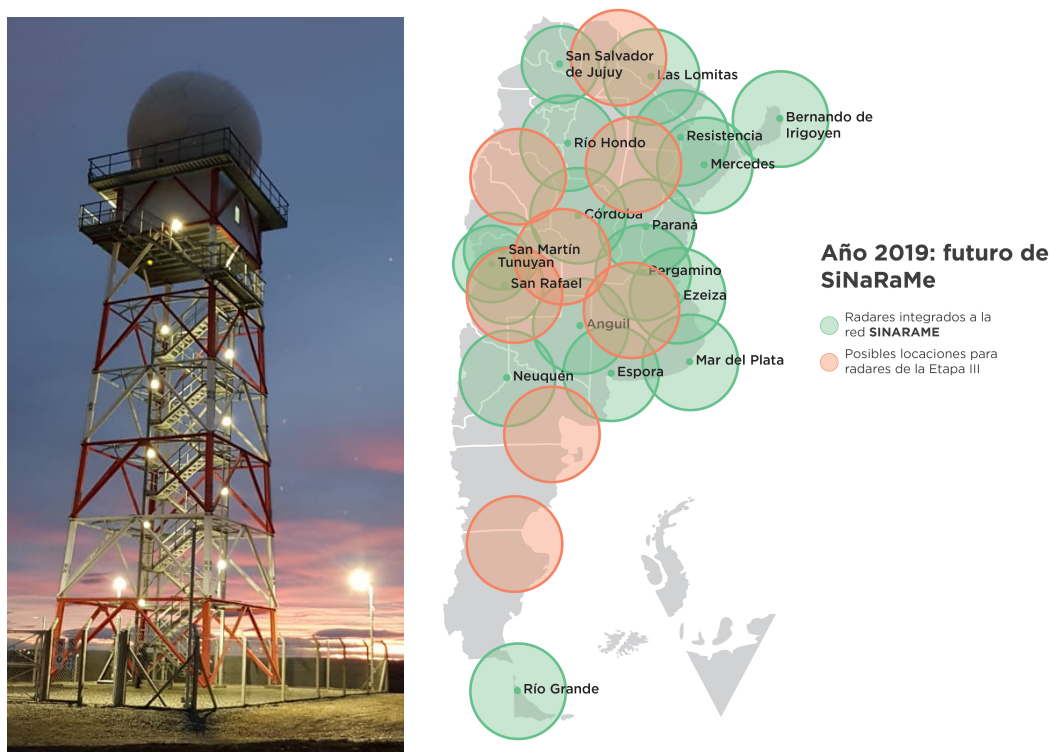 San Salvador
de Jujuy
Las Lomitas
Bernando de
Irigoyen
Resistencia
Río Hondo
Mercedes
Córdoba
Paraná
San Martín
Tunuyan
Pergamino
San Rafael
Ezeiza
Anguil
Mar del Plata
Espora
Neuquén
Río Grande
Año 2019: futuro de
SiNaRaMe
Radares integrados a la
red SINARAME
Posibles locaciones para
radares de la Etapa III